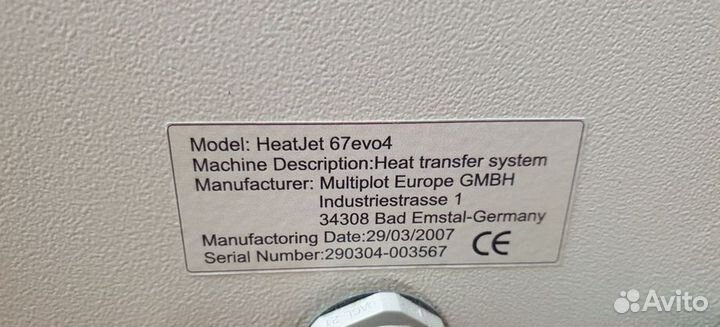 Model: HeatJet 67evo4
Machine Description:Heat transfer system
Manufacturer: Multiplot Europe GMBH
Industriestrasse 1
34308 Bad Emstal-Germany
Manufactoring Date:29/03/2007
Serial Number:290304-003567
CE
Avito